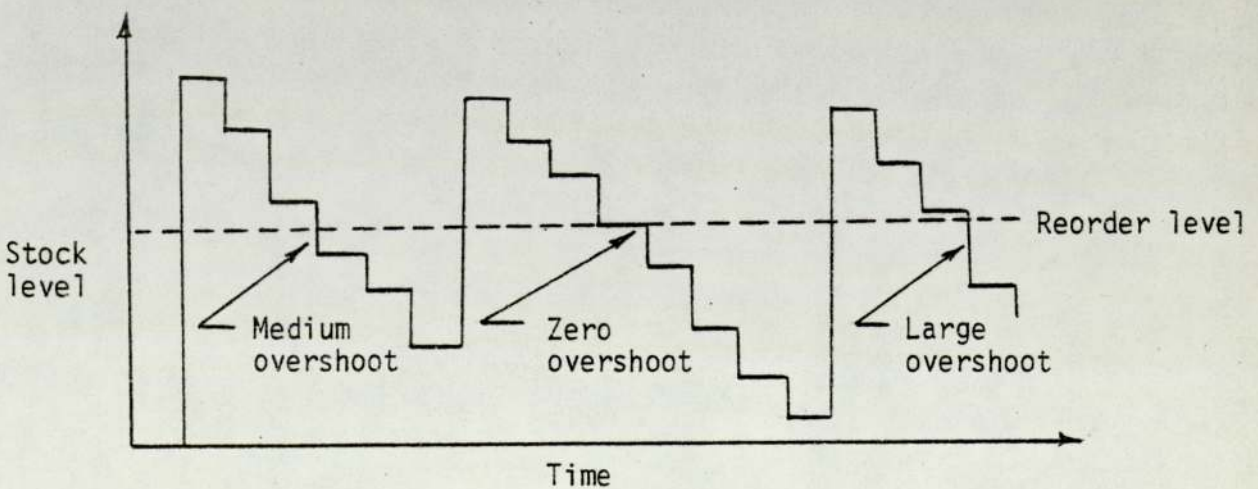 Stock
level
Reorder level
Medium
overshoot
Zero
overshoot
Large
overshoot
Time